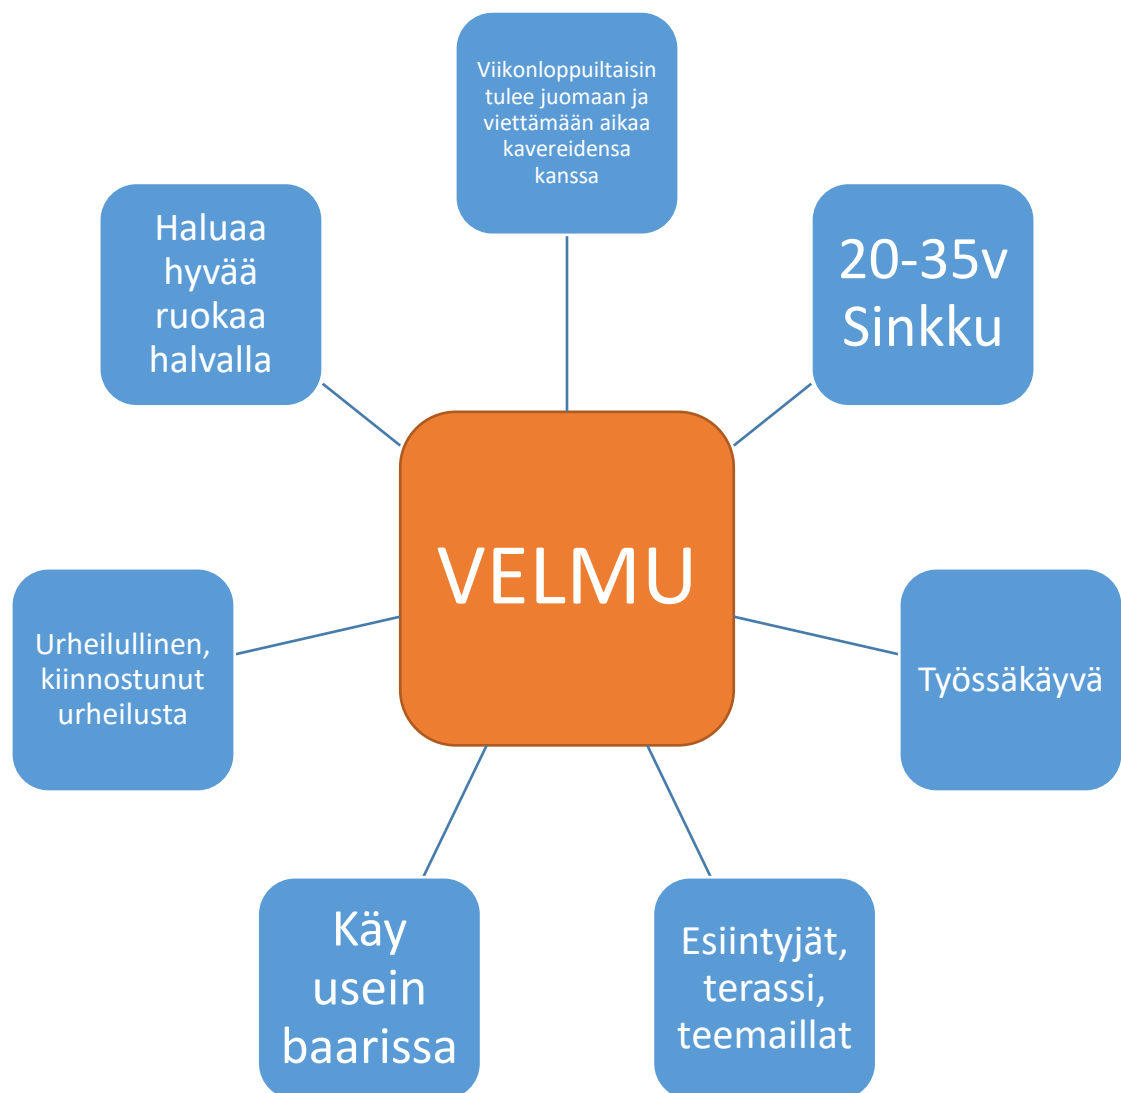 Viikonloppuiltaisin
tulee juomaan ja
viettämään aikaa
kavereidensa
kanssa
20-35v
Sinkku
Työssäkäyvä
Esiintyjät,
terassi,
teemaillat
Käy
usein
baarissa
Urheilullinen,
kiinnostunut
urheilusta
Haluaa
hyvää
ruokaa
halvalla
VELMU